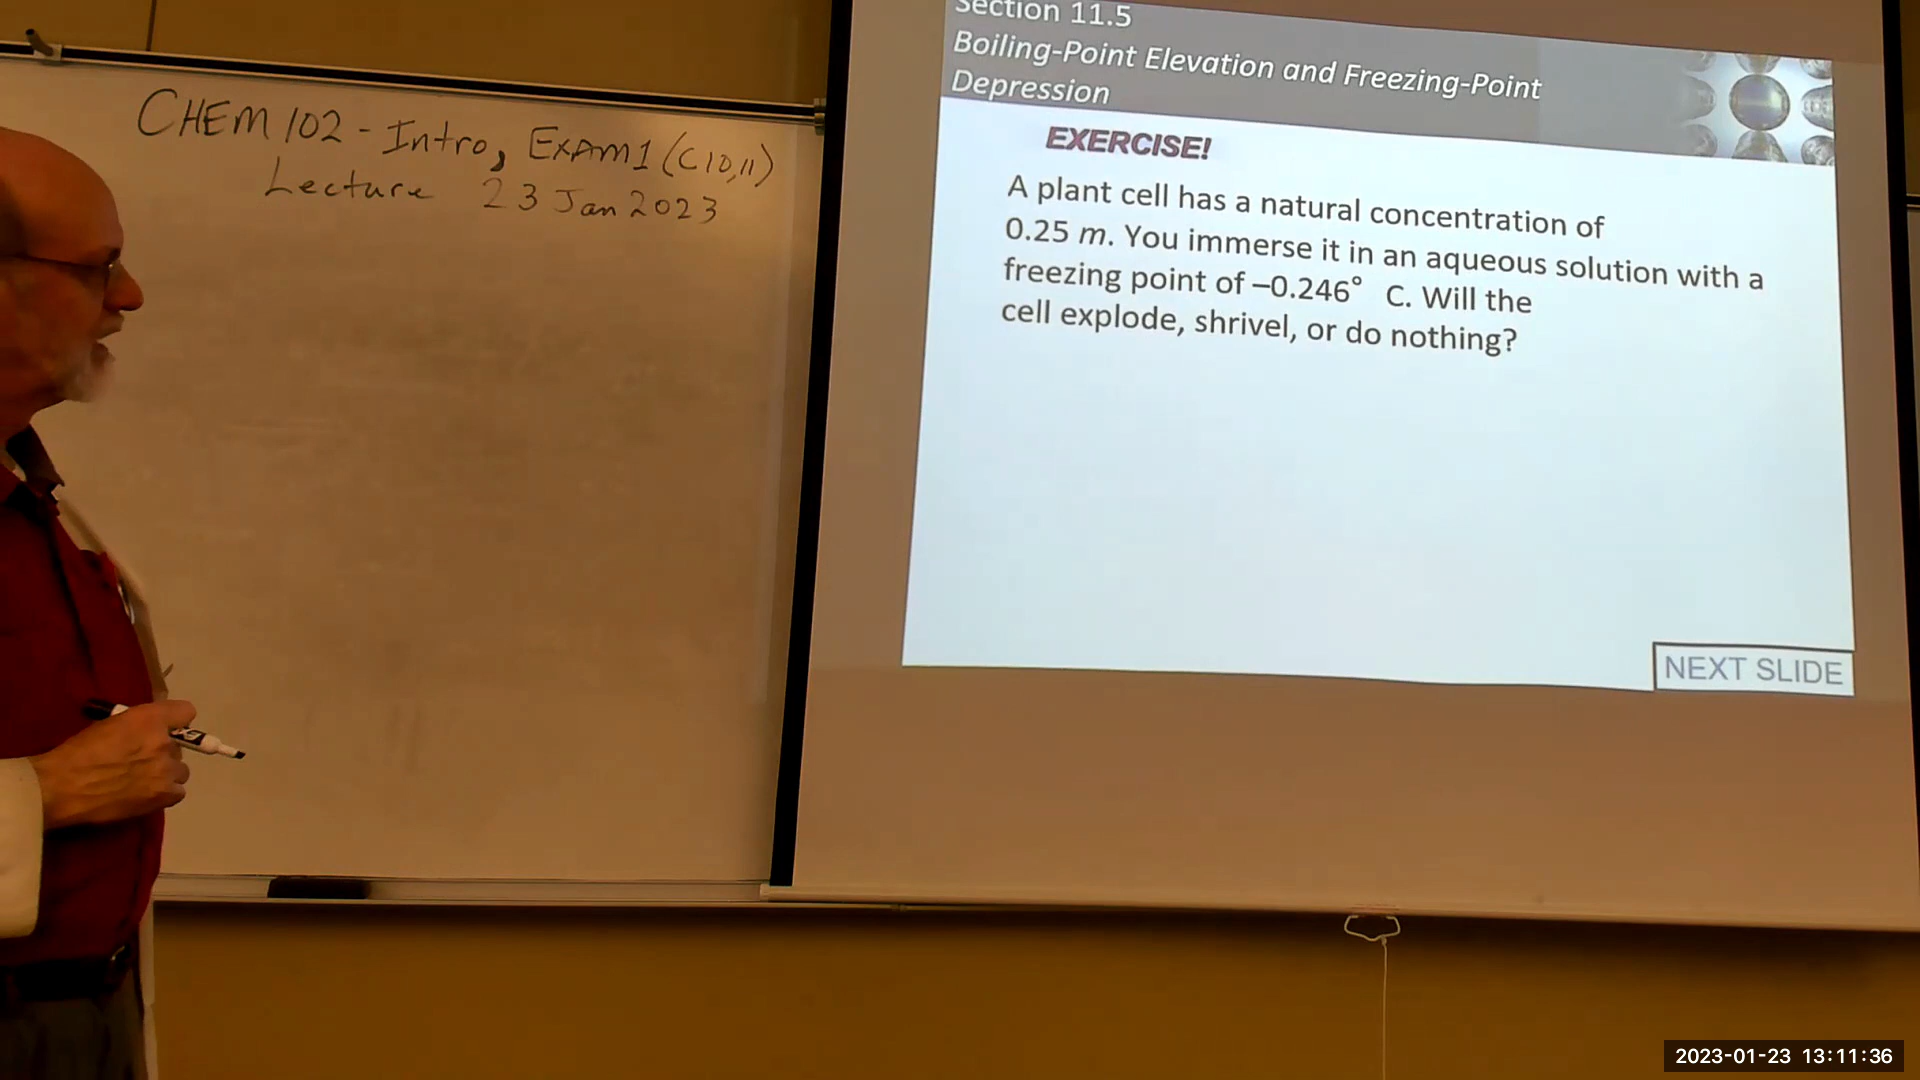 CHEM 102 - Intro, EXAM1 (C10,11)
Lecture 23 Jan 2023
Section 11.5
Boiling-Point Elevation and Freezing-Point
Depression
EXERCISE!
A plant cell has a natural concentration of
0.25 m. You immerse it in an aqueous solution with a
freezing point of –0.246° C. Will the
cell explode, shrivel, or do nothing?
NEXT SLIDE
2023-01-23 13:11:36